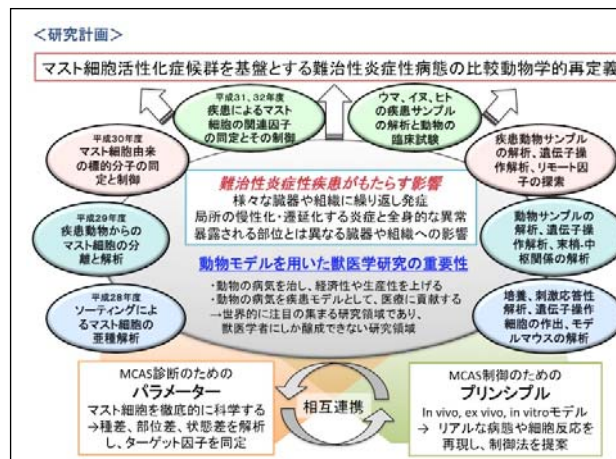 ＜研究計画＞
マスト細胞活性化症候群を基盤とする難治性炎症性病態の比較動物学的再定義
平成31、32年度
疾患によるマスト
細胞の関連因子
の同定とその制御
ウマ、イヌ、ヒト
の疾患サンプル
の解析と動物の
臨床試験
平成30年度
マスト細胞由来
の標的分子の同
定と制御
疾患動物サンプル
の解析、遺伝子操
作解析、リモート因
子の探索
難治性炎症性疾患がもたらす影響
様々な臓器や組織に繰り返し発症
局所の慢性化・遷延化する炎症と全身的な異常
暴露される部位とは異なる臓器や組織への影響
平成29年度
疾患動物からの
マスト細胞の分
離と解析
動物サンプルの
解析、遺伝子操
作解析、末梢-中
枢関係の解析
動物モデルを用いた獣医学研究の重要性
・動物の病気を治し、経済性や生産性を上げる
・動物の病気を疾患モデルとして、医療に貢献する
→世界的に注目の集まる研究領域であり、
獣医学者にしか醸成できない研究領域
平成28年度
ソーティングによ
るマスト細胞の
亜種解析
培養、刺激応答性
解析、遺伝子操作
細胞の作出、モデ
ルマウスの解析
MCAS診断のための
パラメーター
マスト細胞を徹底的に科学する
→種差、部位差、状態差を解析
し、ターゲット因子を同定
相互連携
MCAS制御のための
プリンシプル
In vivo, ex vivo, in vitroモデル
→ リアルな病態や細胞反応を
再現し、制御法を提案